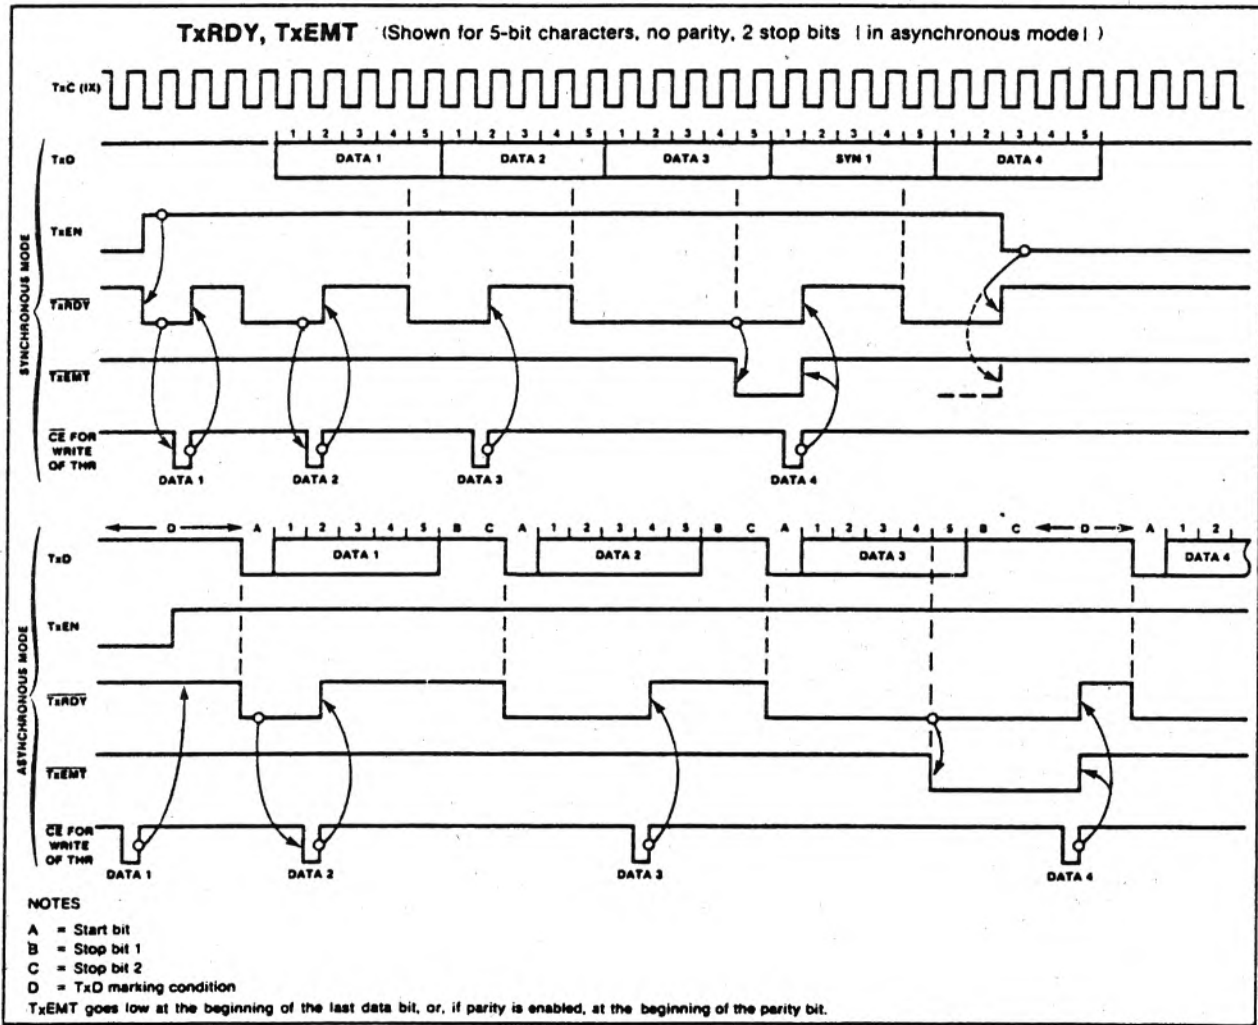 TxRDY, TxEMT (Shown for 5-bit characters, no parity, 2 stop bits | in asynchronous mode| )
TxC (IX)
SYNCHRONOUS MODE
1 2 3 4 5 1 2 3 4 5 1 2 3 4 5 1 2 3 4 5 1 2 3 4 5
TxD
DATA 1 DATA 2 DATA 3 SYN 1 DATA 4
TxEN
TxRDY
TxEMT
CE FOR
WRITE
OF THR
DATA 1 DATA 2 DATA 3 DATA 4
ASYNCHRONOUS MODE
D A 1 2 3 4 5 B C A 1 2 3 4 5 B C A 1 2 3 4 5 B C D A 1 2
TxD
DATA 1 DATA 2 DATA 3 DATA 4
TxEN
TxRDY
TxEMT
CE FOR
WRITE
OF THR
DATA 1 DATA 2 DATA 3 DATA 4
NOTES
A = Start bit
B = Stop bit 1
C = Stop bit 2
D = TxD marking condition
TxEMT goes low at the beginning of the last data bit, or, if parity is enabled, at the beginning of the parity bit.